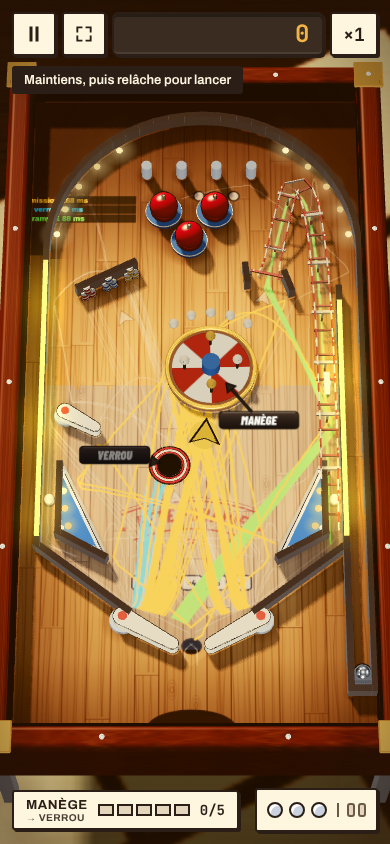 0
×1
Maintiens, puis relâche pour lancer
MANÈGE
VERROU
MANÈGE
→ VERROU
0/5